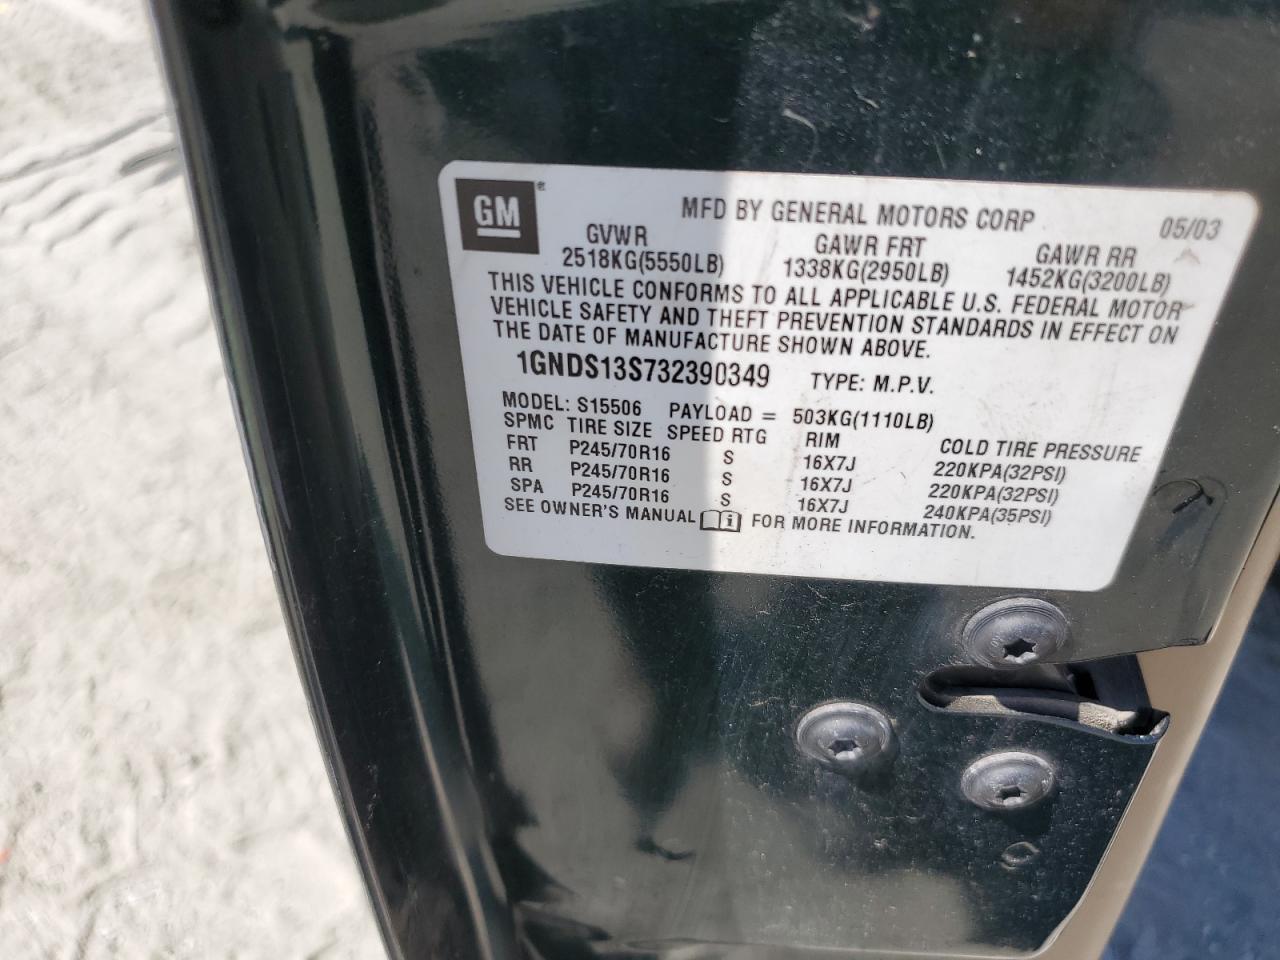 GM® MFD BY GENERAL MOTORS CORP 05/03
GVWR GAWR FRT GAWR RR
2518KG(5550LB) 1338KG(2950LB) 1452KG(3200LB)
THIS VEHICLE CONFORMS TO ALL APPLICABLE U.S. FEDERAL MOTOR
VEHICLE SAFETY AND THEFT PREVENTION STANDARDS IN EFFECT ON
THE DATE OF MANUFACTURE SHOWN ABOVE.
1GNDS13S732390349 TYPE: M.P.V.
MODEL: S15506 PAYLOAD = 503KG(1110LB)
SPMC TIRE SIZE SPEED RTG RIM COLD TIRE PRESSURE
FRT P245/70R16 S 16X7J 220KPA(32PSI)
RR P245/70R16 S 16X7J 220KPA(32PSI)
SPA P245/70R16 S 16X7J 240KPA(35PSI)
SEE OWNER'S MANUAL i FOR MORE INFORMATION.